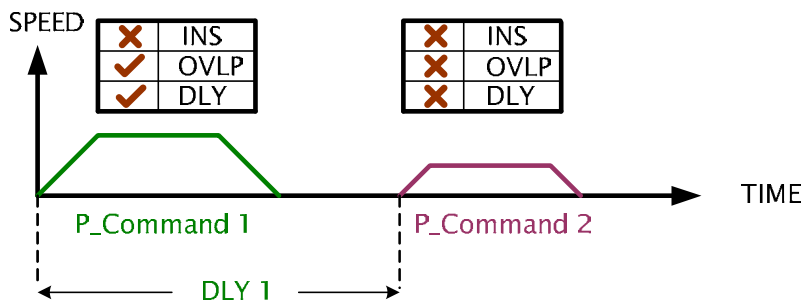 SPEED
INS
OVLP
DLY
INS
OVLP
DLY
TIME
P_Command 1
P_Command 2
DLY 1